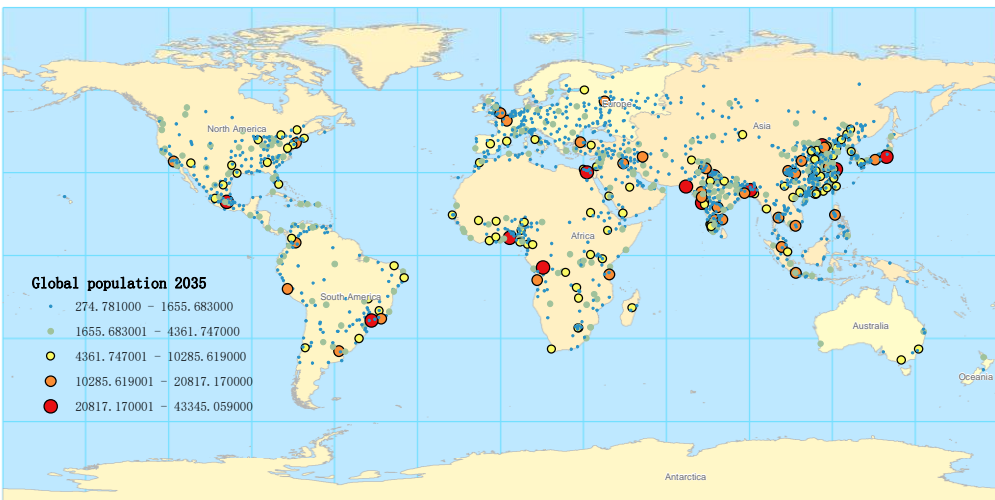 Europe
North America
Asia
Africa
Global population 2035
274.781000 - 1655.683000
South America
1655.683001 - 4361.747000
Australia
4361.747001 - 10285.619000
10285.619001 - 20817.170000
Oceania
20817.170001 - 43345.059000
Antarctica